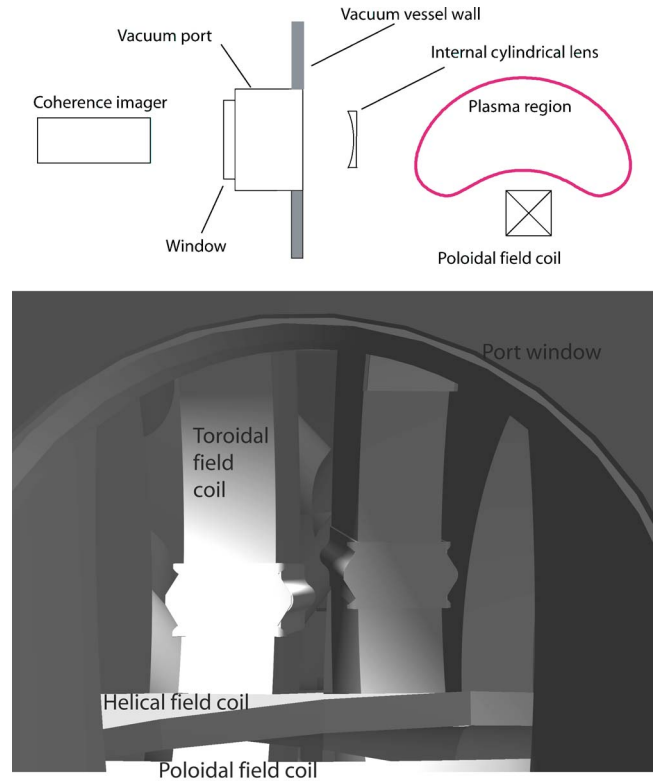 Vacuum vessel wall
Vacuum port
Internal cylindrical lens
Coherence imager
Plasma region
Window
Poloidal field coil
Port window
Toroidal
field
coil
Helical field coil
Poloidal field coil